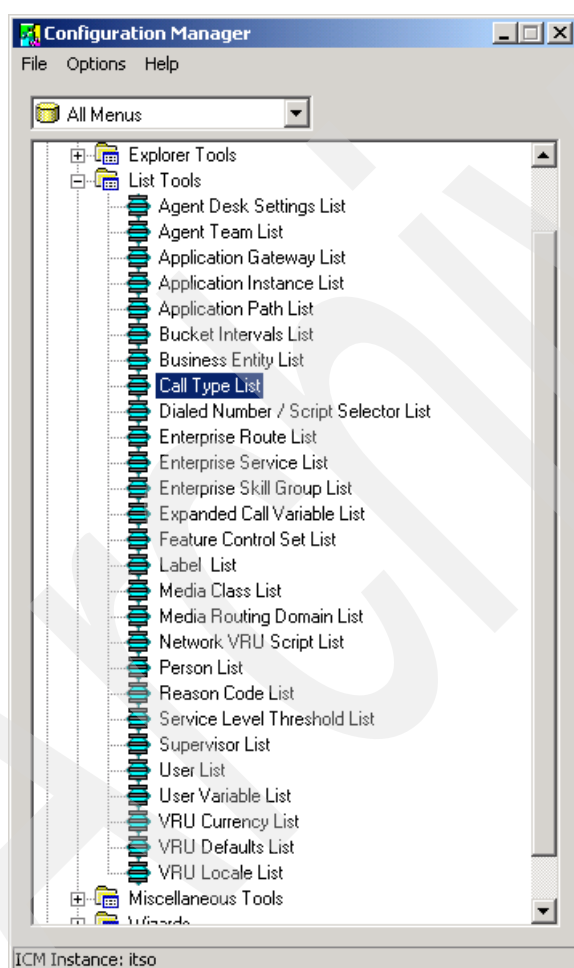 Configuration Manager
File Options Help
All Menus
Explorer Tools
List Tools
Agent Desk Settings List
Agent Team List
Application Gateway List
Application Instance List
Application Path List
Bucket Intervals List
Business Entity List
Call Type List
Dialed Number / Script Selector List
Enterprise Route List
Enterprise Service List
Enterprise Skill Group List
Expanded Call Variable List
Feature Control Set List
Label List
Media Class List
Media Routing Domain List
Network VRU Script List
Person List
Reason Code List
Service Level Threshold List
Supervisor List
User List
User Variable List
VRU Currency List
VRU Defaults List
VRU Locale List
Miscellaneous Tools
Wizards
ICM Instance: itso